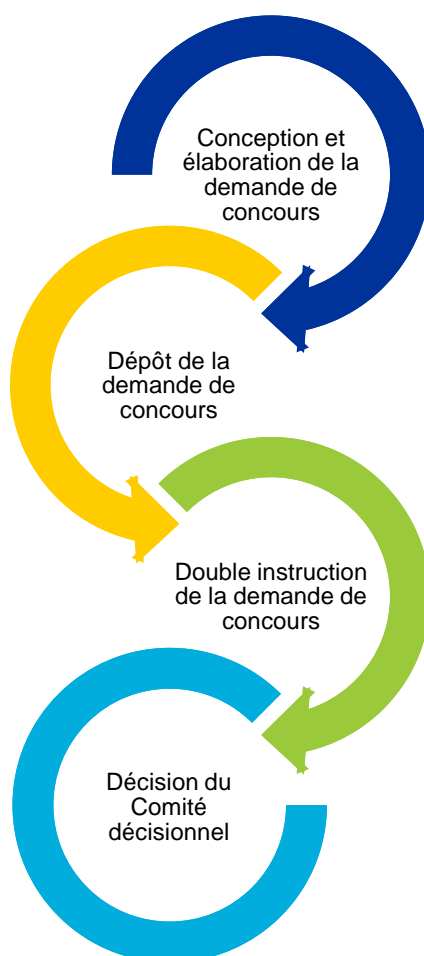 Conception et
élaboration de la
demande de
concours
Dépôt de la
demande de
concours
Double instruction
de la demande de
concours
Décision du
Comité
décisionnel